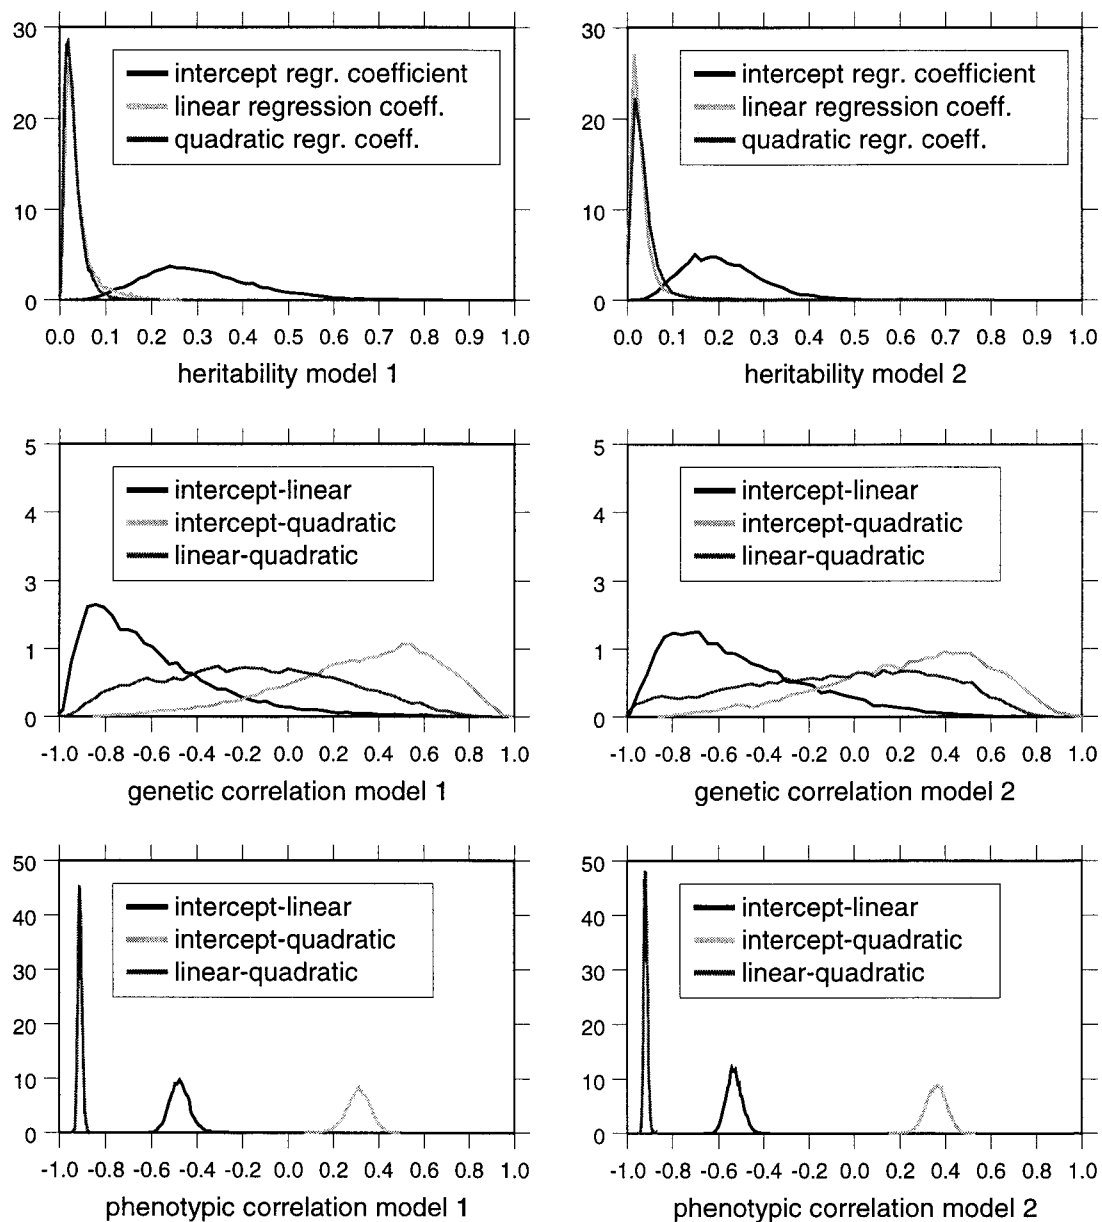 30
20
10
0
intercept regr. coefficient
linear regression coeff.
quadratic regr. coeff.
0.0 0.1 0.2 0.3 0.4 0.5 0.6 0.7 0.8 0.9 1.0
heritability model 1
30
20
10
0
intercept regr. coefficient
linear regression coeff.
quadratic regr. coeff.
0.0 0.1 0.2 0.3 0.4 0.5 0.6 0.7 0.8 0.9 1.0
heritability model 2
5
4
3
1
0
intercept-linear
intercept-quadratic
linear-quadratic
-1.0 -0.8 -0.6 -0.4 -0.2 0.0 0.2 0.4 0.6 0.8 1.0
genetic correlation model 1
5
4
3
1
0
intercept-linear
intercept-quadratic
linear-quadratic
-1.0 -0.8 -0.6 -0.4 -0.2 0.0 0.2 0.4 0.6 0.8 1.0
genetic correlation model 2
50
40
30
20
10
0
intercept-linear
intercept-quadratic
linear-quadratic
-1.0 -0.8 -0.6 -0.4 -0.2 0.0 0.2 0.4 0.6 0.8 1.0
phenotypic correlation model 1
50
40
30
20
10
0
intercept-linear
intercept-quadratic
linear-quadratic
-1.0 -0.8 -0.6 -0.4 -0.2 0.0 0.2 0.4 0.6 0.8 1.0
phenotypic correlation model 2